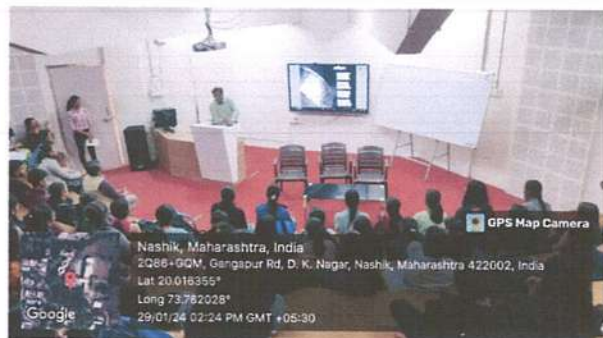 GPS Map Camera
Nashik, Maharashtra, India
2Q86+GQM, Gangapur Rd, D. K. Nagar, Nashik, Maharashtra 422002, India
Lat 20.016355°
Long 73.762028°
29/01/24 02:24 PM GMT +05:30
Google